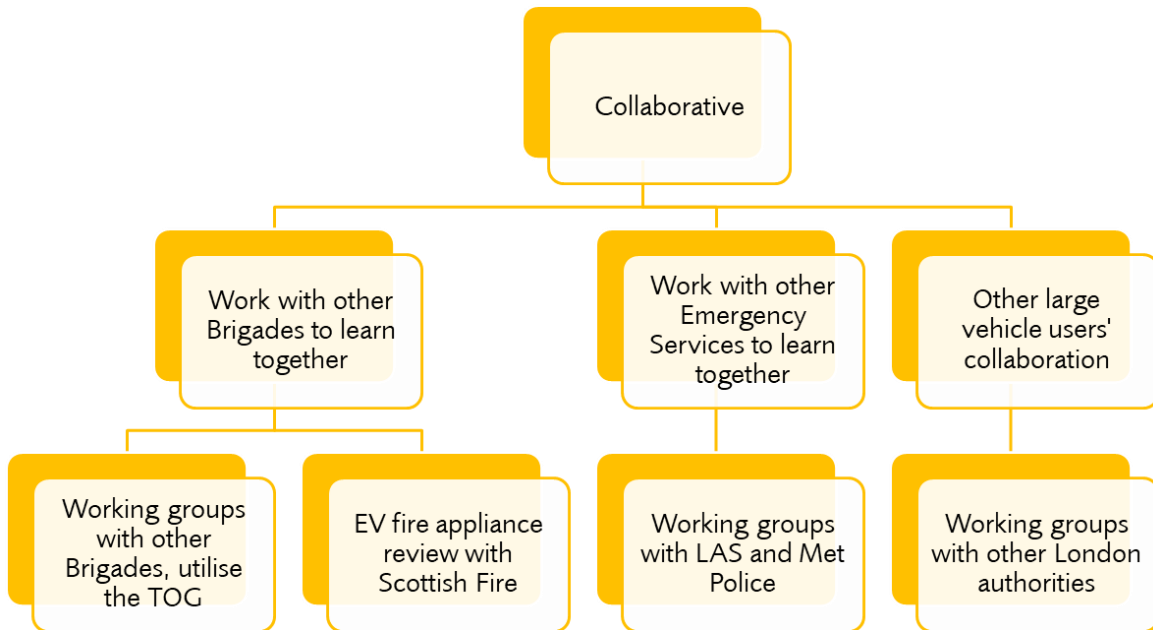 Collaborative
Work with other
Brigades to learn
together
Work with other
Emergency
Services to learn
together
Other large
vehicle users'
collaboration
Working groups
with other
Brigades, utilise
the TOG
EV fire appliance
review with
Scottish Fire
Working groups
with LAS and Met
Police
Working groups
with other London
authorities